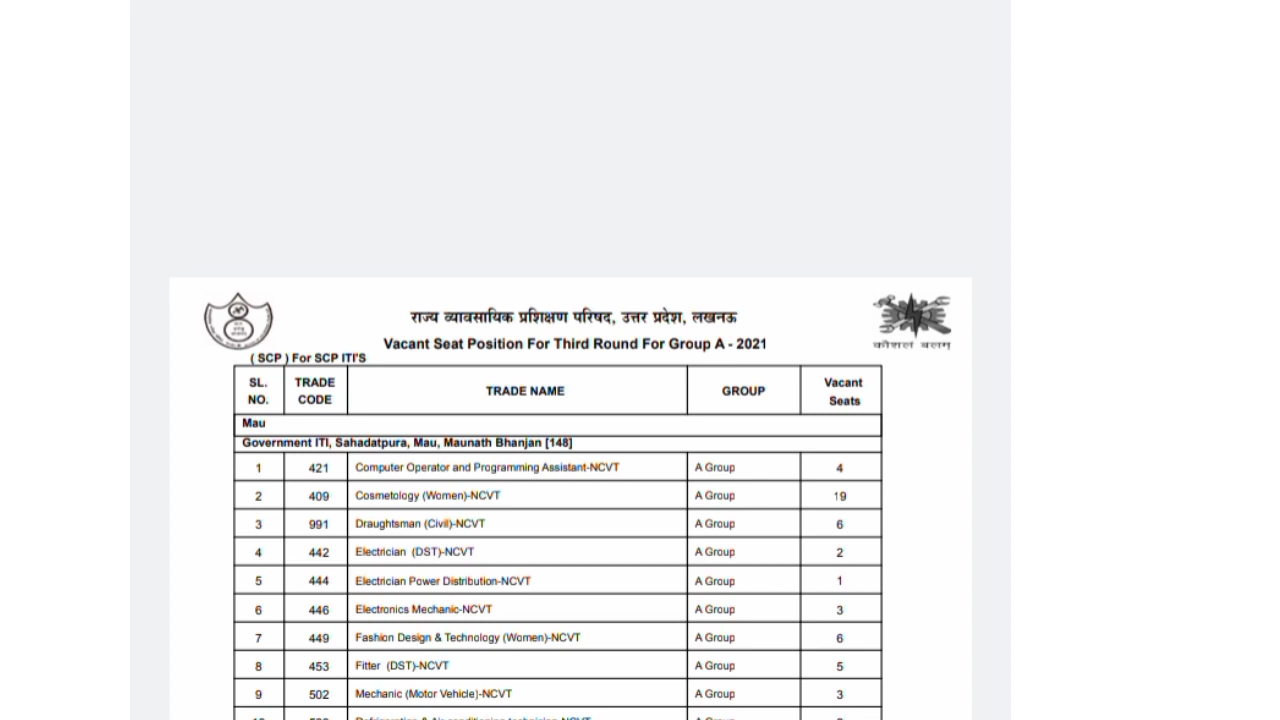 राज्य व्यावसायिक प्रशिक्षण परिषद, उत्तर प्रदेश, लखनऊ
Vacant Seat Position For Third Round For Group A - 2021
( SCP ) For SCP ITI'S
SL. NO. TRADE CODE TRADE NAME GROUP Vacant Seats
Mau
Government ITI, Sahadatpura, Mau, Maunath Bhanjan [148]
1 421 Computer Operator and Programming Assistant-NCVT A Group 4
2 409 Cosmetology (Women)-NCVT A Group 19
3 991 Draughtsman (Civil)-NCVT A Group 6
4 442 Electrician (DST)-NCVT A Group 2
5 444 Electrician Power Distribution-NCVT A Group 1
6 446 Electronics Mechanic-NCVT A Group 3
7 449 Fashion Design & Technology (Women)-NCVT A Group 6
8 453 Fitter (DST)-NCVT A Group 5
9 502 Mechanic (Motor Vehicle)-NCVT A Group 3
कौशलं बलम्